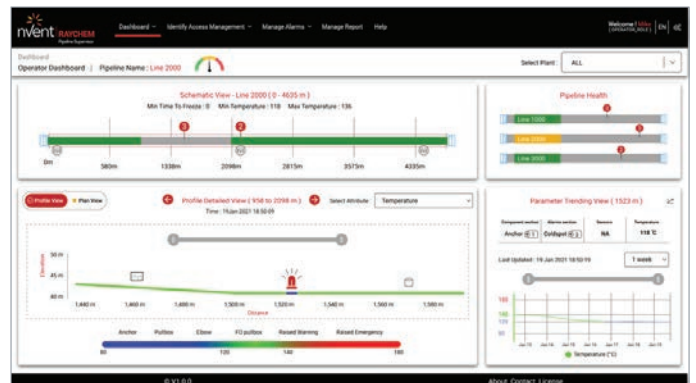 nVent RAYCHEM
Pipeline Supervisor
Dashboard
Identify Access Management
Manage Alarms
Manage Report
Help
EN
Dashboard
Operator Dashboard | Pipeline Name : Line 2000
Select Plant :
ALL
Schematic View - Line 2000 ( 0 - 4635 m )
Min Time To Freeze : 0 Min Temperature : 118 Max Temperature : 136
3
2
0m
580m
1338m
2098m
2815m
3575m
4335m
Pipeline Health
Line 1000
Line 2000
Line 3000
Profile View
Plan View
Profile Detailed View ( 958 to 2098 m )
Select Attribute
Temperature
Time : 19Jan 2021 18:50:09
Elevation
50 m
45 m
40 m
1,440 m
1,460 m
1,480 m
1,500 m
1,520 m
1,540 m
1,560 m
1,580 m
Distance
Anchor
Pullbox
Elbow
FO pullbox
Raised Warning
Raised Emergency
120
140
Parameter Trending View ( 1523 m )
Component section
Alarms section
Sensors
Temperature
Anchor
Coldspot
NA
118 °C
Last Updated : 19 Jan 2021 18:50:16
1 week
Temperature (°C)
© V1.0.0
About Contact License